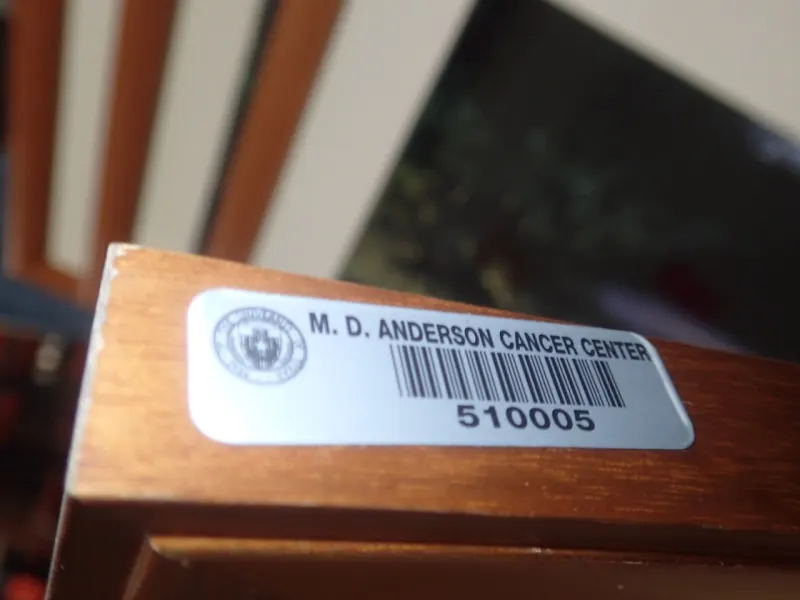 M. D. ANDERSON CANCER CENTER
510005